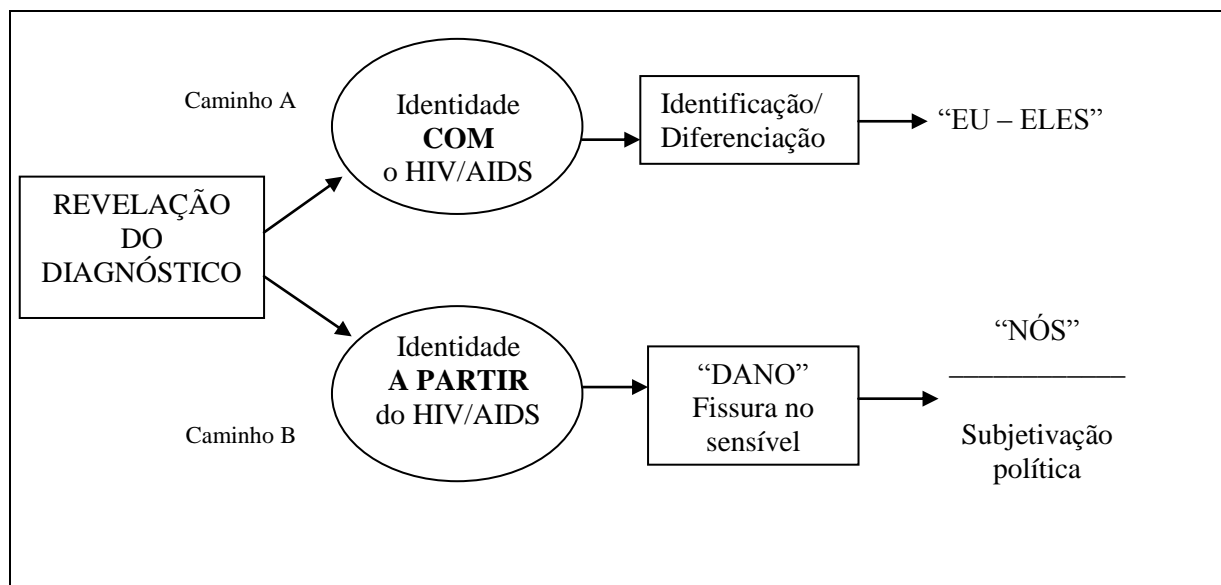 Caminho A
Identidade
COM
o HIV/AIDS
Identificação/
Diferenciação
“EU – ELES”
REVELAÇÃO
DO
DIAGNÓSTICO
Identidade
A PARTIR
do HIV/AIDS
Caminho B
“DANO”
Fissura no
sensível
“NÓS”
Subjetivação
política